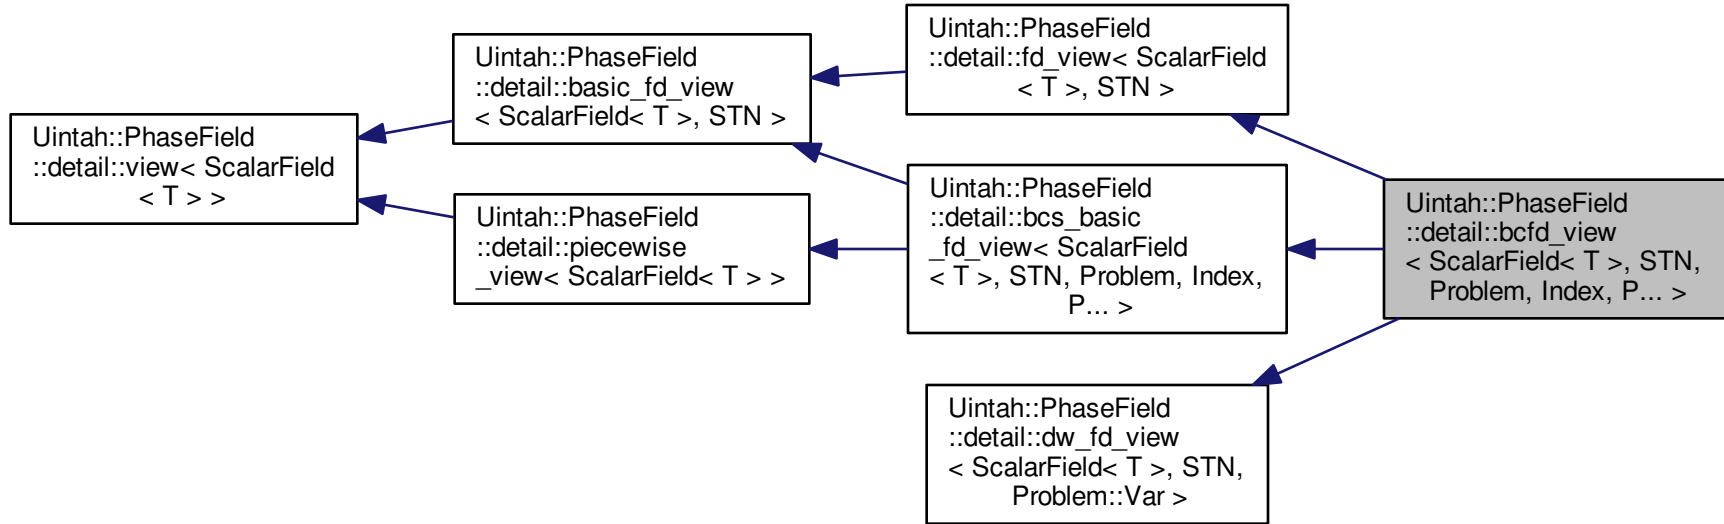 Uintah::PhaseField
::detail::view< ScalarField
< T > >
Uintah::PhaseField
::detail::basic_fd_view
< ScalarField< T >, STN >
Uintah::PhaseField
::detail::piecewise
_view< ScalarField< T > >
Uintah::PhaseField
::detail::fd_view< ScalarField
< T >, STN >
Uintah::PhaseField
::detail::bcs_basic
_fd_view< ScalarField
< T >, STN, Problem, Index,
P... >
Uintah::PhaseField
::detail::dw_fd_view
< ScalarField< T >, STN,
Problem::Var >
Uintah::PhaseField
::detail::bcfd_view
< ScalarField< T >, STN,
Problem, Index, P... >